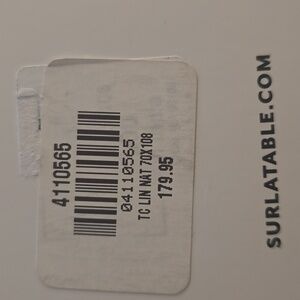 4110565
04110565
TC LIN NAT 70X108
179.95
SURLATABLE.COM